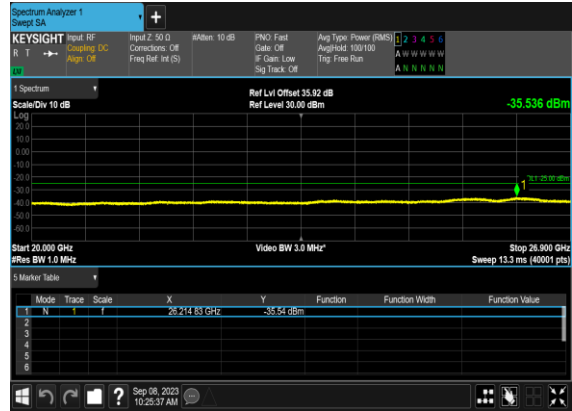 Spectrum Analyzer 1
Swept SA
+
KEYSIGHT
R T
Input: RF
Coupling: DC
Align: Off
Input Z: 50 Ω
Corrections: Off
Freq Ref: Int (S)
#Atten: 10 dB
PNO: Fast
Gate: Off
IF Gain: Low
Sig Track: Off
Avg Type: Power (RMS)
Avg|Hold: 100/100
Trig: Free Run
1 2 3 4 5 6
A W W W W W
A N N N N N
1 Spectrum
Scale/Div 10 dB
Ref Lvl Offset 35.92 dB
Ref Level 30.00 dBm
-35.536 dBm
Log
20.0
10.0
0.00
-10.0
-20.0
-30.0
-40.0
-50.0
-60.0
DL1 -25.00 dBm
1
Start 20.000 GHz
#Res BW 1.0 MHz
Video BW 3.0 MHz*
Stop 26.900 GHz
Sweep 13.3 ms (40001 pts)
5 Marker Table
Mode Trace Scale X Y Function Function Width Function Value
1 N 1 f 26.214 83 GHz -35.54 dBm
2
3
4
5
6
?
Sep 08, 2023
10:25:37 AM